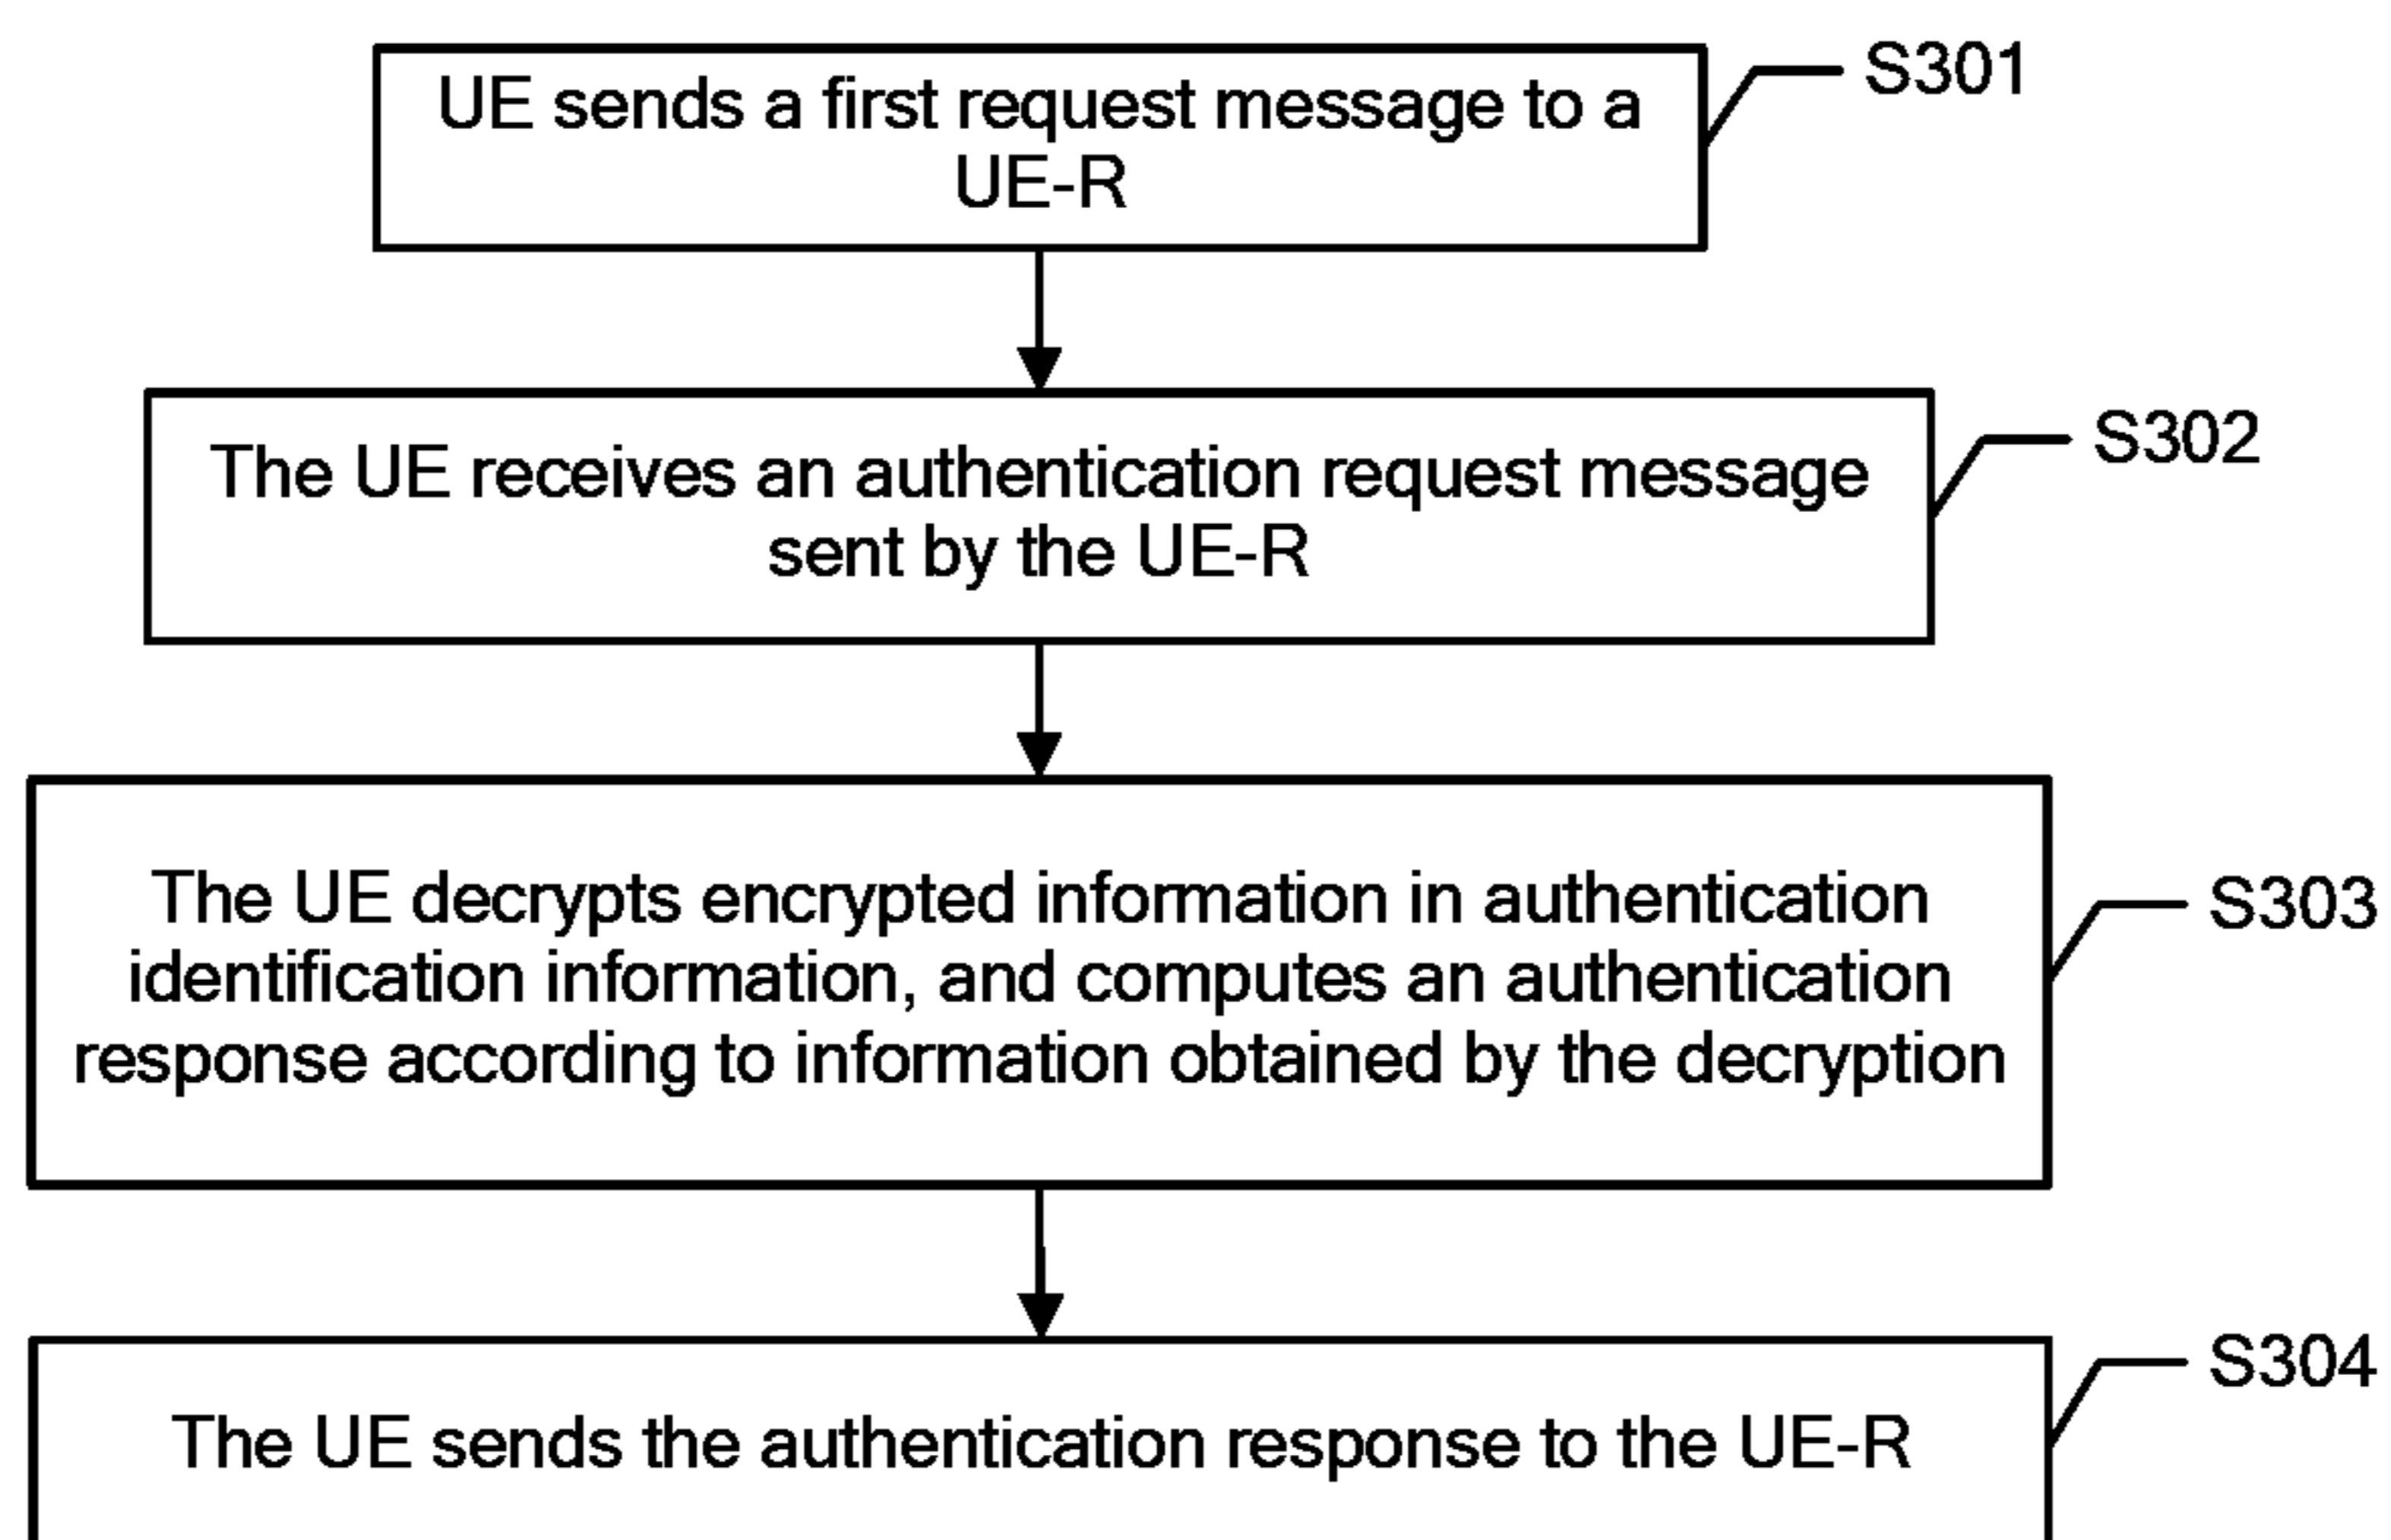 UE sends a first request message to a
UE-R
S301
The UE receives an authentication request message
sent by the UE-R
S302
The UE decrypts encrypted information in authentication
identification information, and computes an authentication
response according to information obtained by the decryption
S303
The UE sends the authentication response to the UE-R
S304